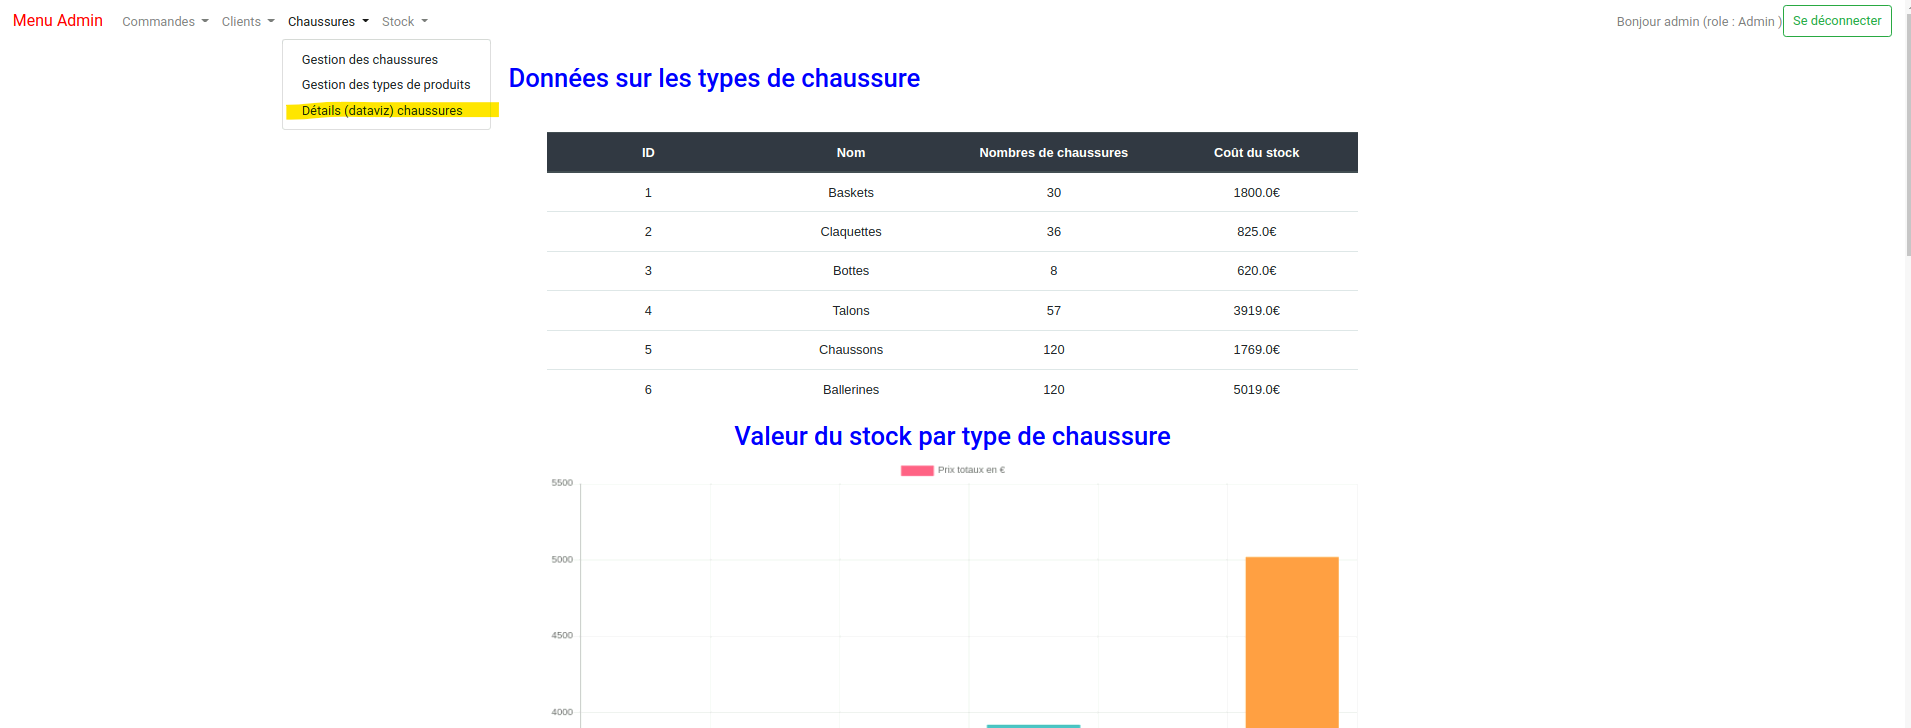 Menu Admin Commandes Clients Chaussures Stock Bonjour admin (role : Admin ) Se déconnecter
Gestion des chaussures
Gestion des types de produits
Détails (dataviz) chaussures
Données sur les types de chaussure
ID Nom Nombres de chaussures Coût du stock
1 Baskets 30 1800.0€
2 Claquettes 36 825.0€
3 Bottes 8 620.0€
4 Talons 57 3919.0€
5 Chaussons 120 1769.0€
6 Ballerines 120 5019.0€
Valeur du stock par type de chaussure
Prix totaux en €
5500
5000
4500
4000